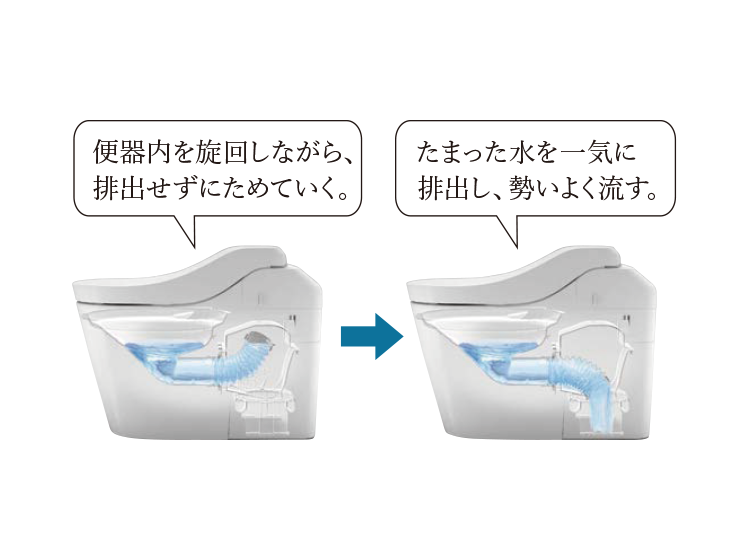 便器内を旋回しながら、
排出せずにためていく。
たまった水を一気に
排出し、勢いよく流す。